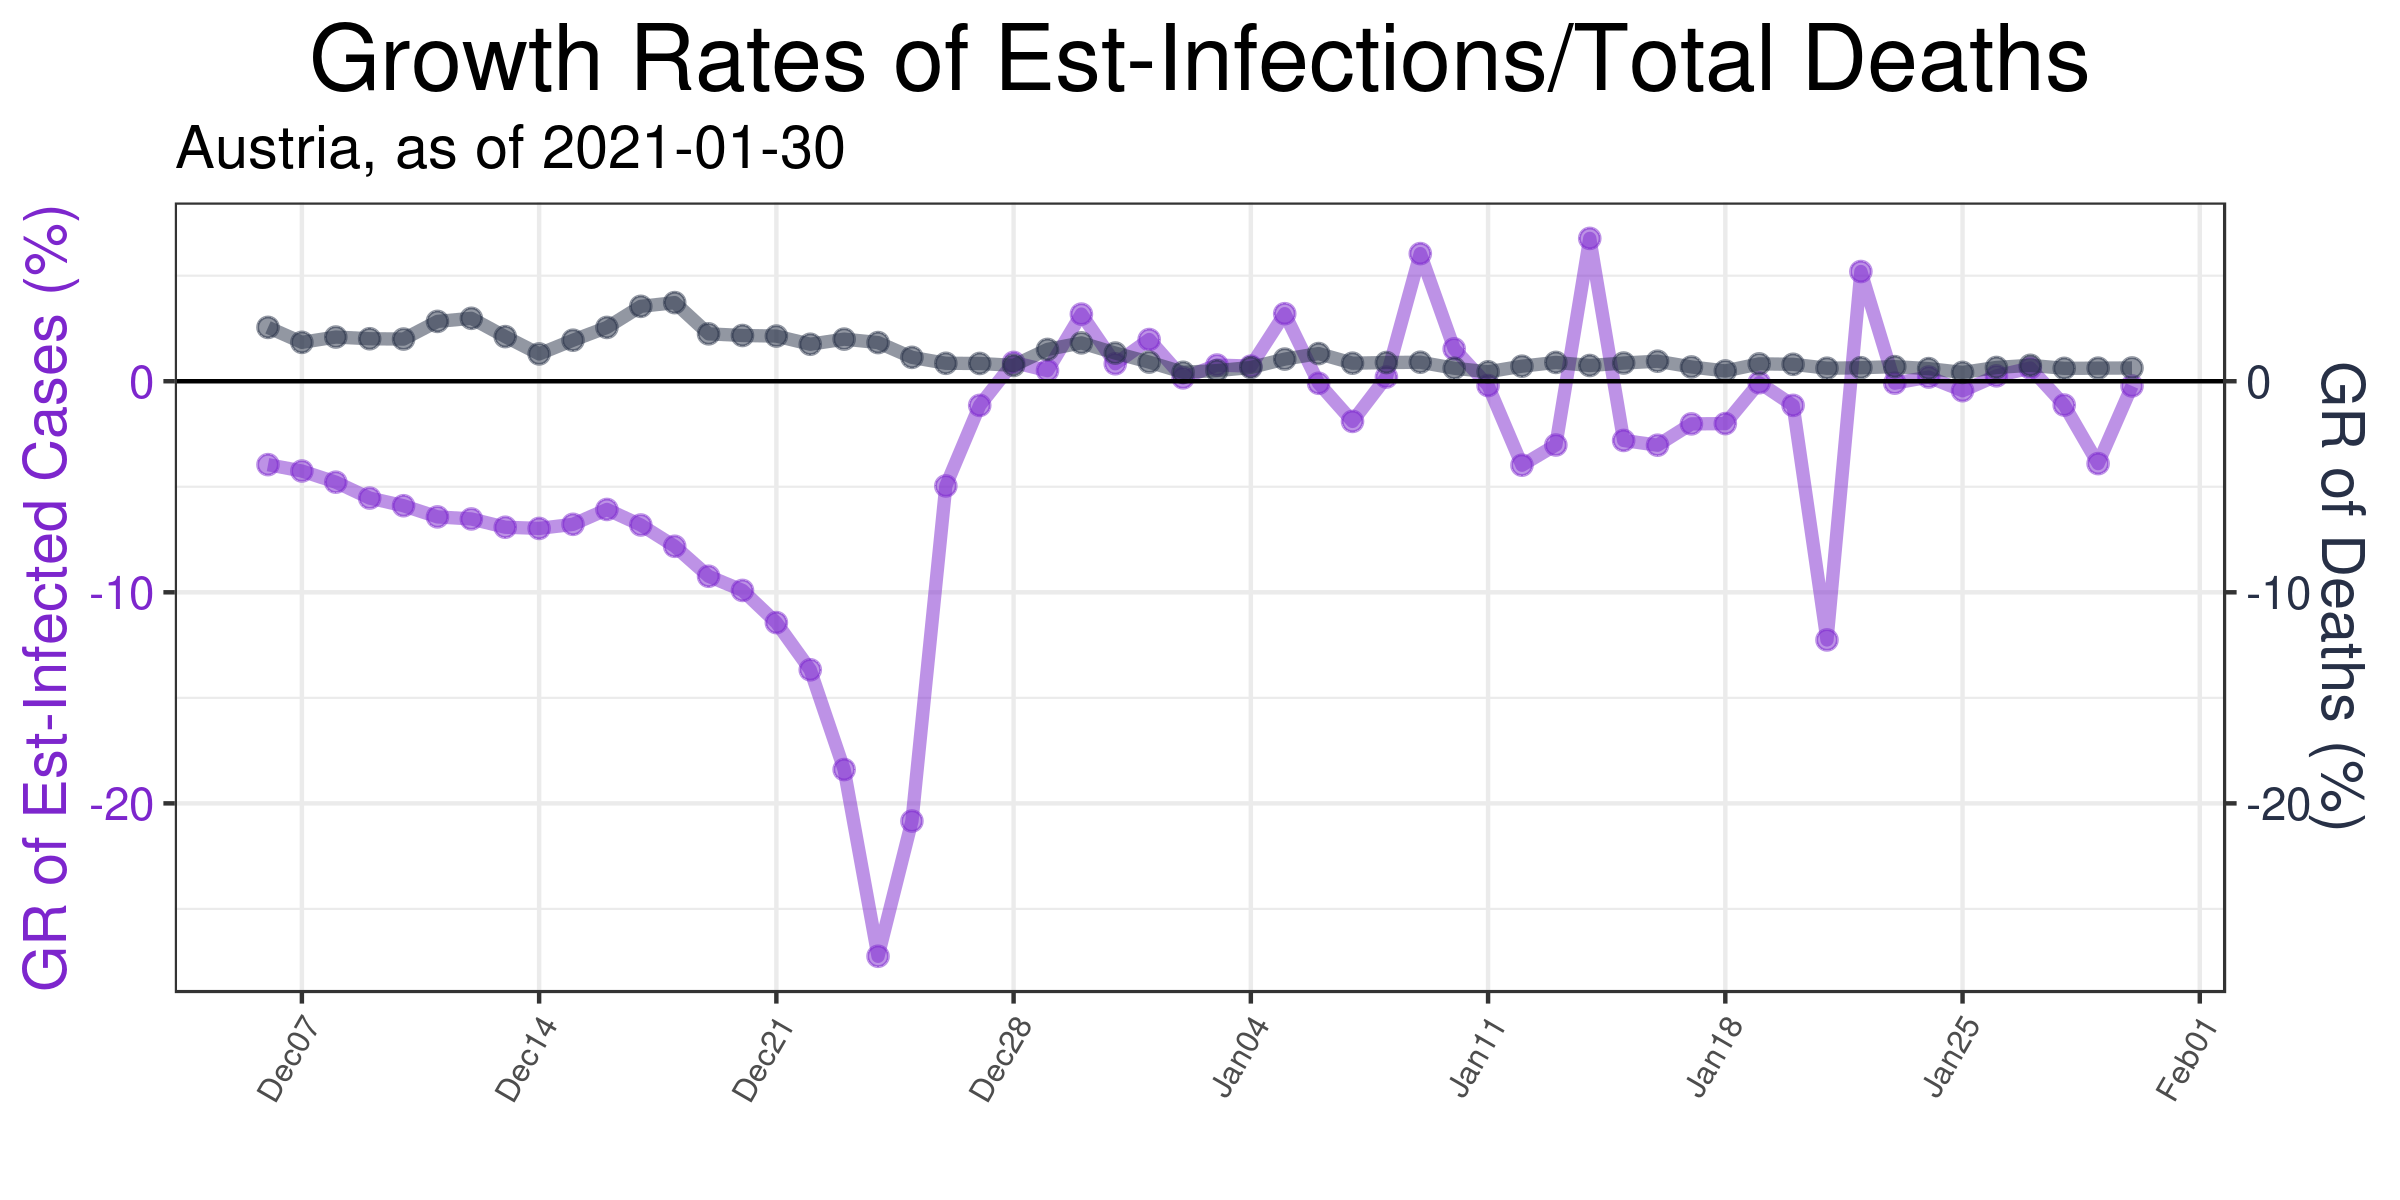 Growth Rates of Est-Infections/Total Deaths
Austria, as of 2021-01-30
GR of Est-Infected Cases (%)
0
-10
-20
0
-10
-20
GR of Deaths (%)
Dec07
Dec14
Dec21
Dec28
Jan04
Jan11
Jan18
Jan25
Feb01